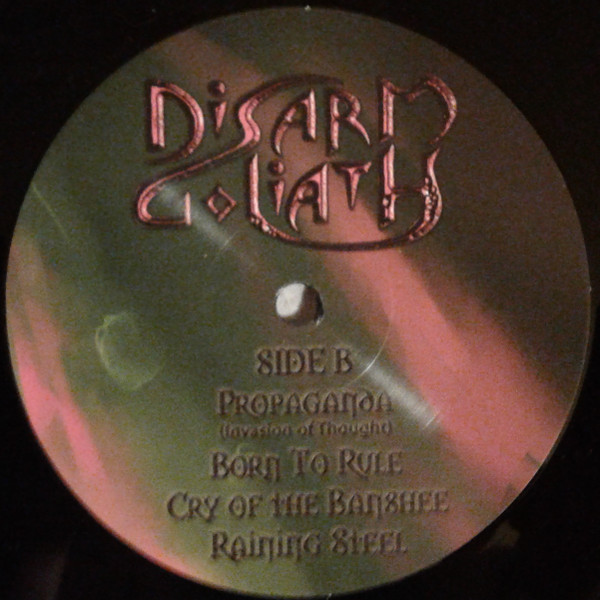 Disarm
Goliath
SIDE B
Propaganda
(Invasion of Thought)
Born To Rule
Cry of the Banshee
Raining Steel